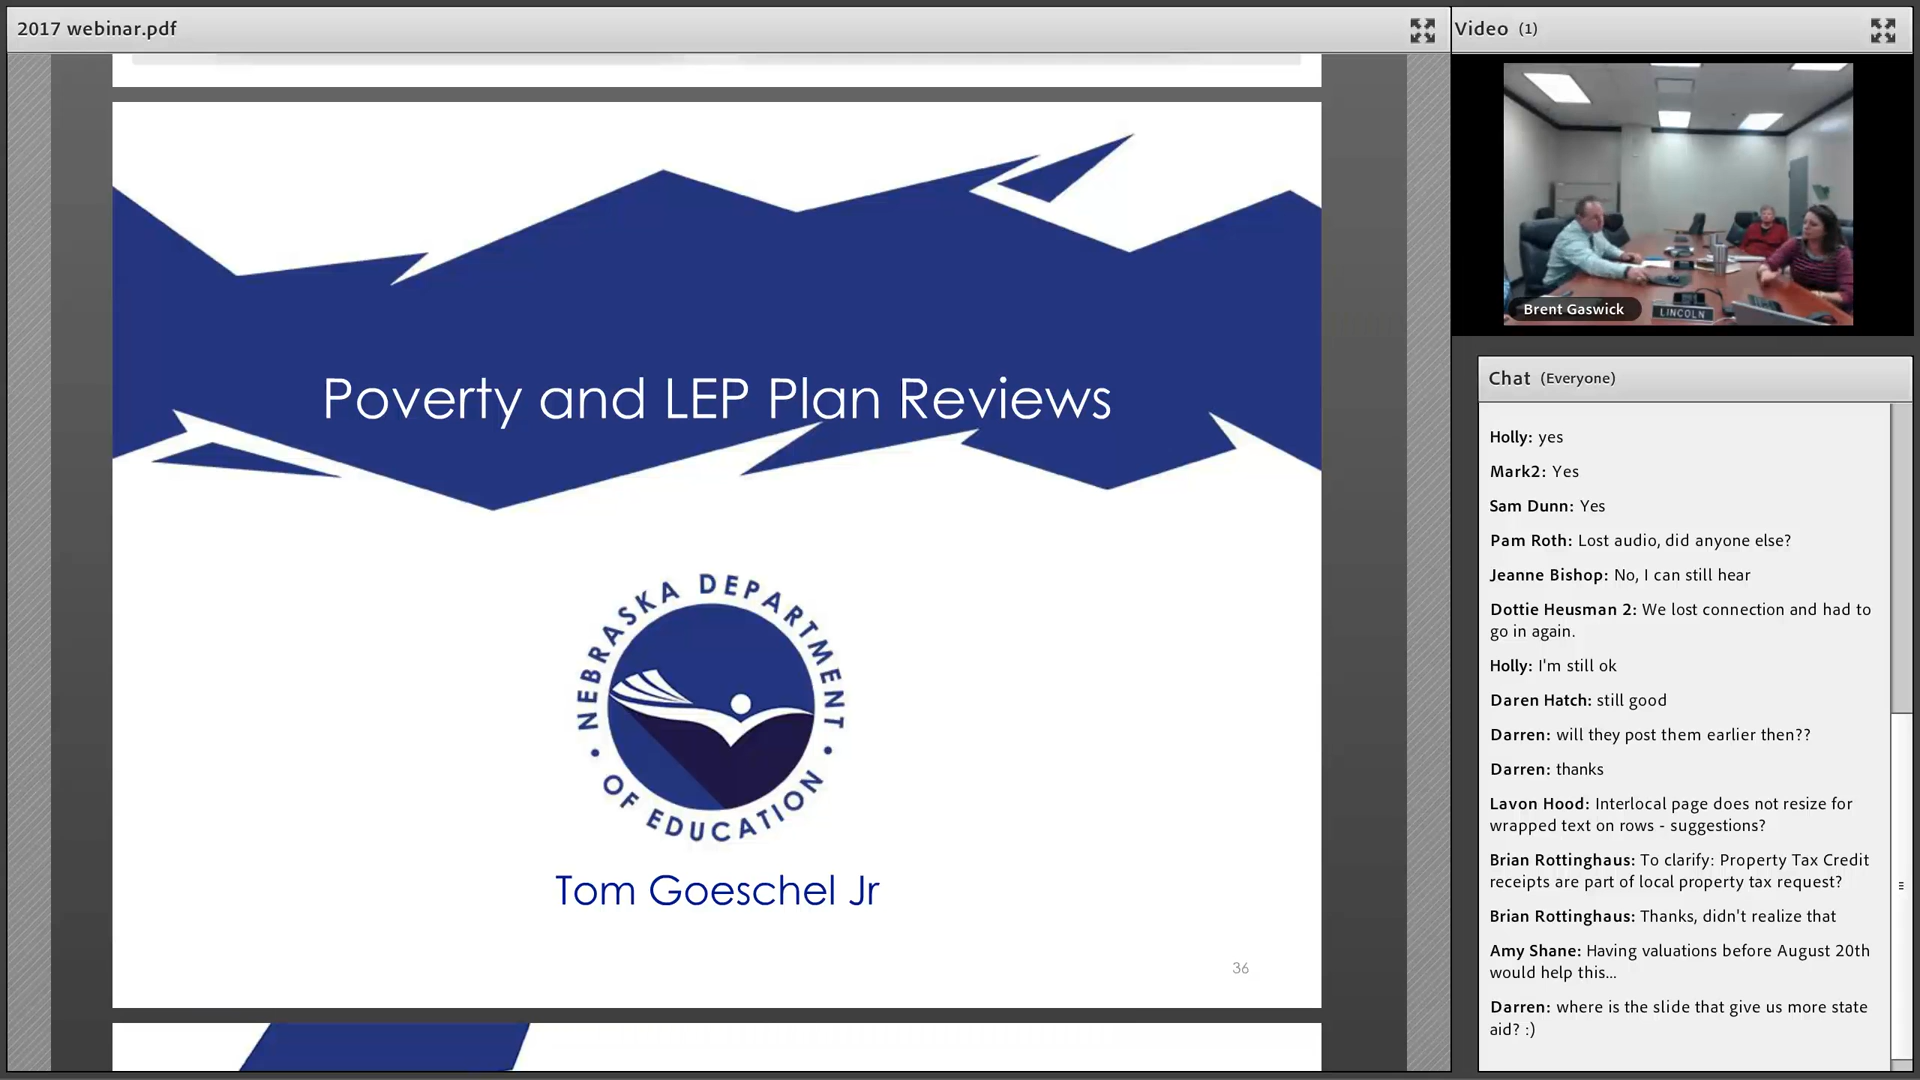 2017 webinar.pdf
Poverty and LEP Plan Reviews
NEBRASKA DEPARTMENT
• OF EDUCATION •
Tom Goeschel Jr
36
Video (1)
Brent Gaswick
LINCOLN
Chat (Everyone)
Holly: yes
Mark2: Yes
Sam Dunn: Yes
Pam Roth: Lost audio, did anyone else?
Jeanne Bishop: No, I can still hear
Dottie Heusman 2: We lost connection and had to
go in again.
Holly: I'm still ok
Daren Hatch: still good
Darren: will they post them earlier then??
Darren: thanks
Lavon Hood: Interlocal page does not resize for
wrapped text on rows - suggestions?
Brian Rottinghaus: To clarify: Property Tax Credit
receipts are part of local property tax request?
Brian Rottinghaus: Thanks, didn't realize that
Amy Shane: Having valuations before August 20th
would help this...
Darren: where is the slide that give us more state
aid? :)